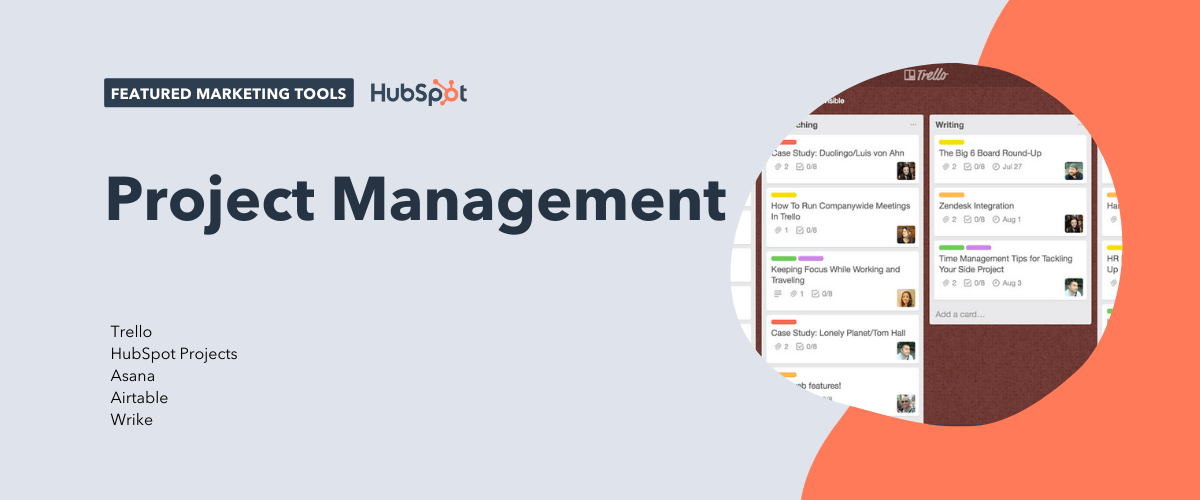 FEATURED MARKETING TOOLS
HubSpot
Project Management
Trello
HubSpot Projects
Asana
Airtable
Wrike
Trello
Case Study: Duolingo/Luis von Ahn
2 0/8
How To Run Companywide Meetings
In Trello
1 0/8
Keeping Focus While Working and
Traveling
1 0/8
Case Study: Lonely Planet/Tom Hall
2 0/8
features!
Writing
The Big 6 Board Round-Up
2 0/8 Jul 27
Zendesk Integration
2 0/8 Aug 1
Time Management Tips for Tackling
Your Side Project
2 0/8 Aug 3
Add a card...
HR
Up